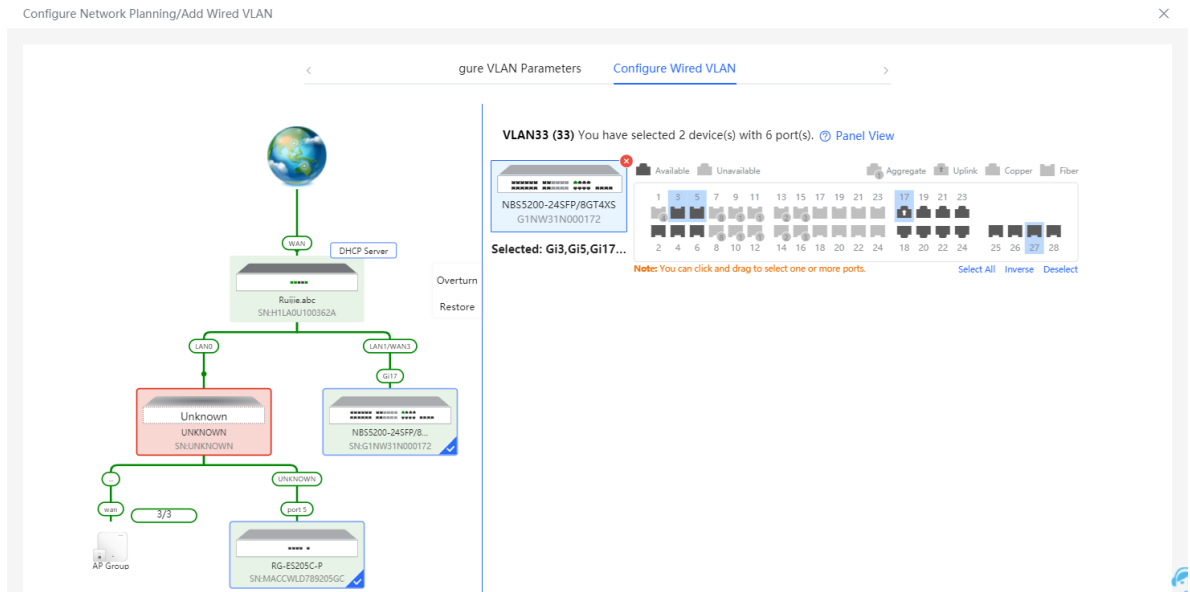 Configure Network Planning/Add Wired VLAN
gure VLAN Parameters Configure Wired VLAN
VLAN33 (33) You have selected 2 device(s) with 6 port(s). Panel View
Available Unavailable Aggregate Uplink Copper Fiber
NBS5200-24SFP/8GT4XS
G1NW31N000172
Selected: Gi3,Gi5,Gi17...
1 3 5 7 9 11 13 15 17 19 21 23 17 19 21 23
2 4 6 8 10 12 14 16 18 20 22 24 18 20 22 24 25 26 27 28
Note: You can click and drag to select one or more ports.
Select All Inverse Deselect
WAN
DHCP Server
Overturn
Restore
Ruijie.abc
SN:H1LA0U100362A
LAN0
LAN1/WAN3
Gi17
Unknown
UNKNOWN
SN:UNKNOWN
NBS5200-24SFP/8...
SN:G1NW31N000172
...
UNKNOWN
wan
3/3
port 5
AP Group
RG-ES205C-P
SN:MACCWLD789205GC